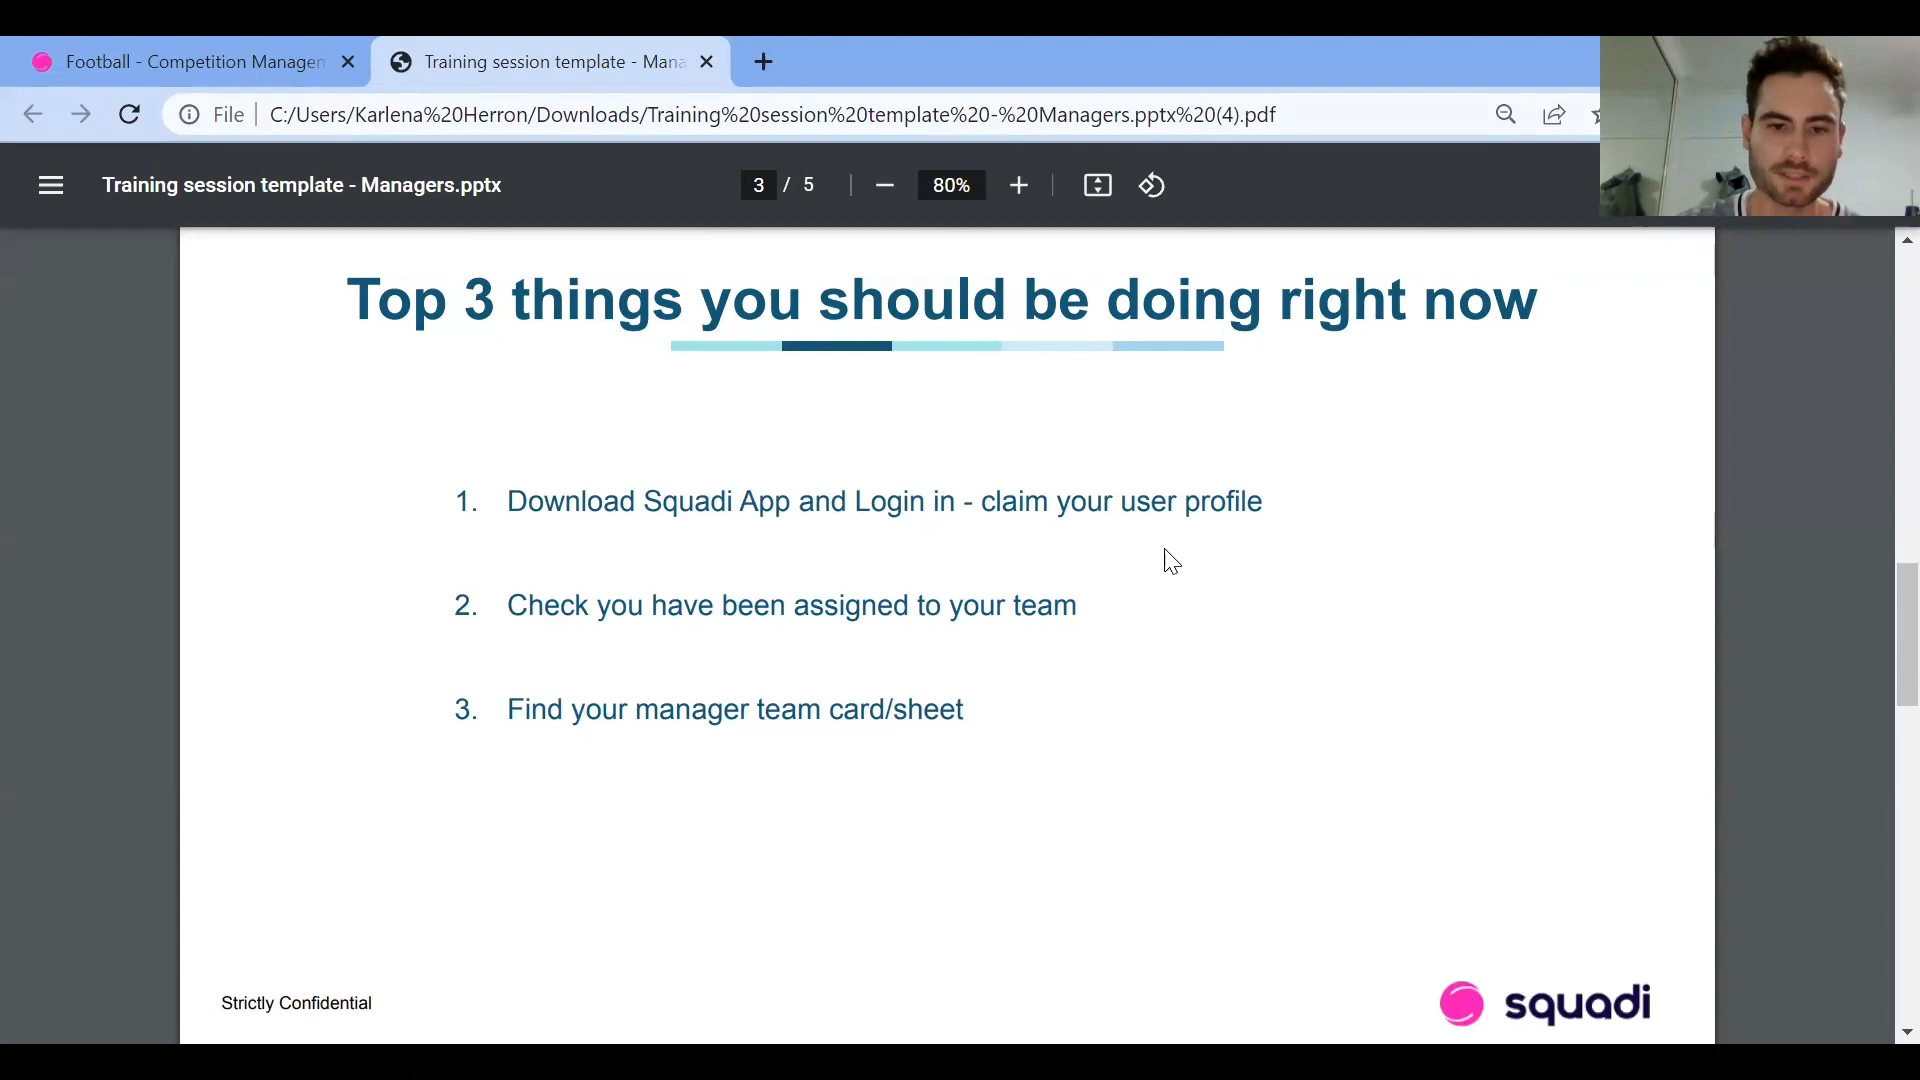 Football - Competition Managem
Training session template - Mana
File
C:/Users/Karlena%20Herron/Downloads/Training%20session%20template%20-%20Managers.pptx%20(4).pdf
Training session template - Managers.pptx
3 / 5
80%
Top 3 things you should be doing right now
1. Download Squadi App and Login in - claim your user profile
2. Check you have been assigned to your team
3. Find your manager team card/sheet
Strictly Confidential
squadi